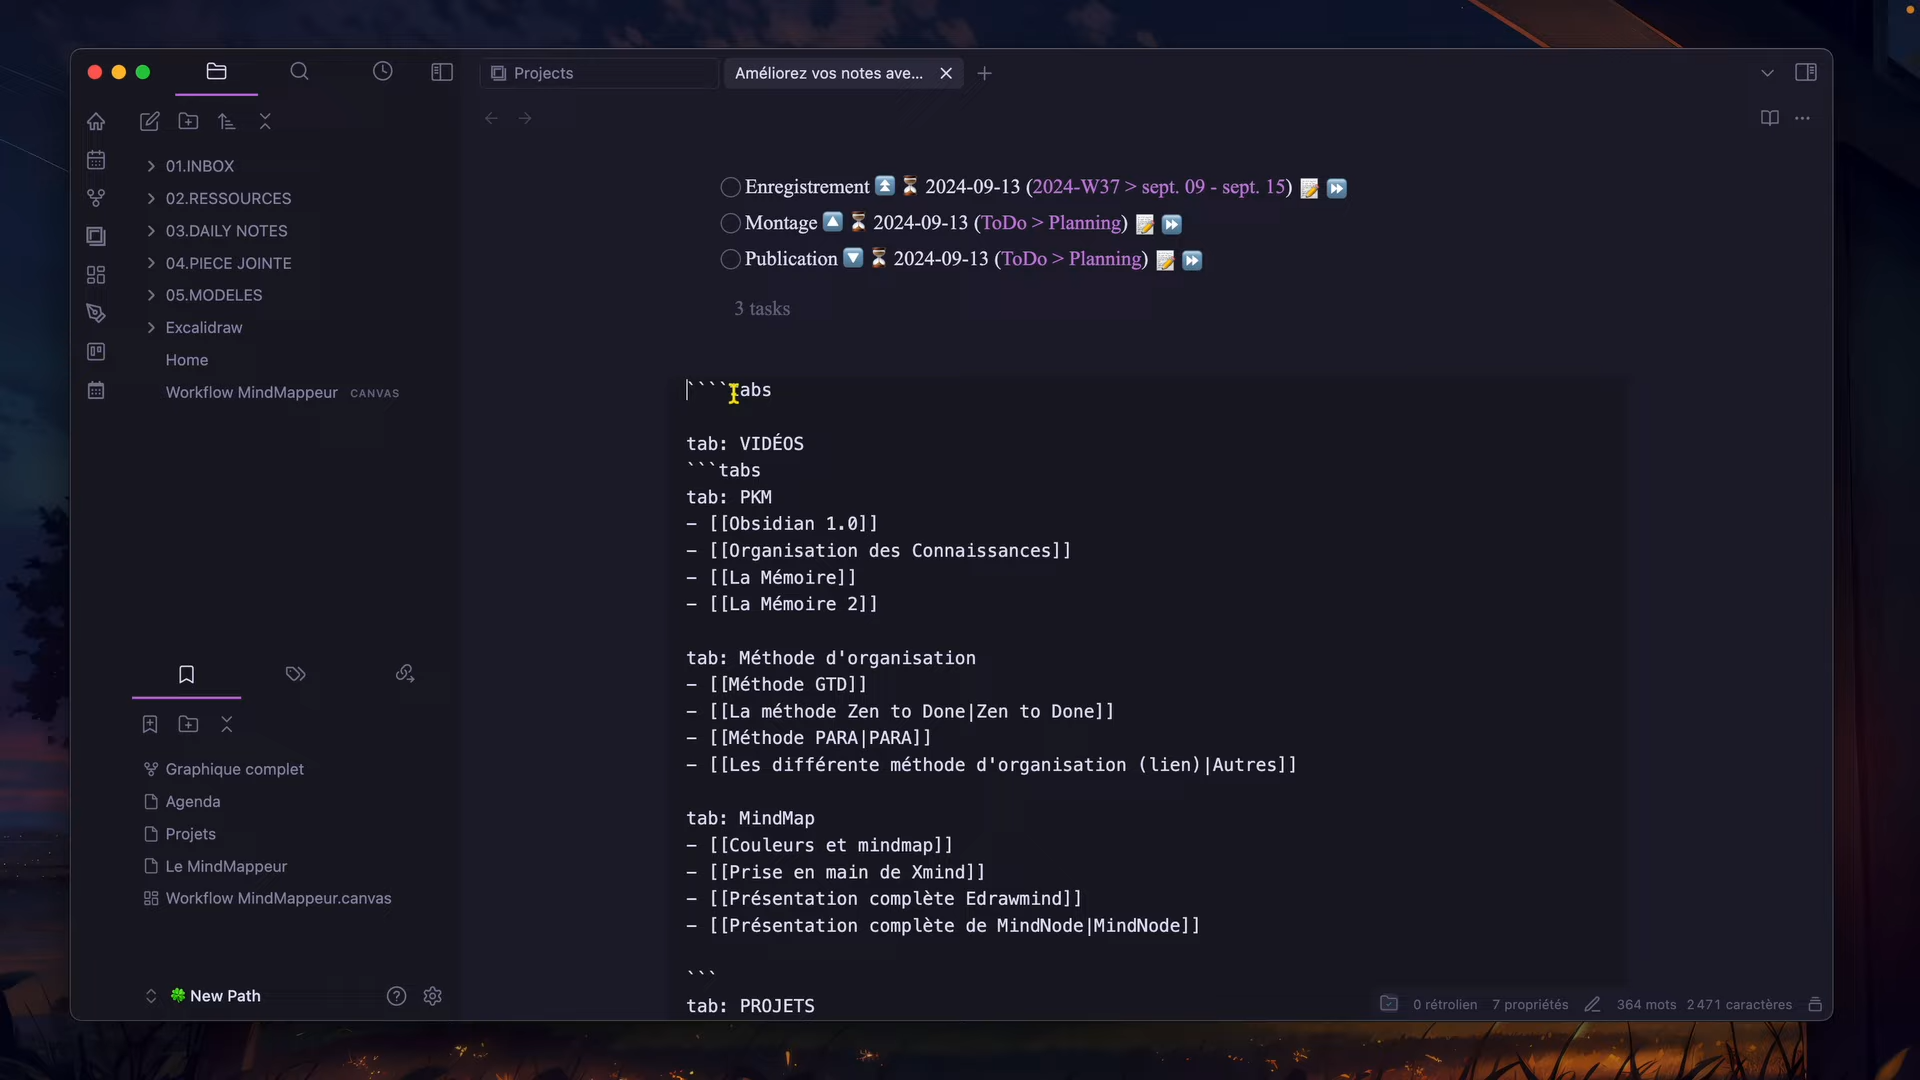 Projects
Améliorez vos notes ave...
01.INBOX
02.RESSOURCES
03.DAILY NOTES
04.PIECE JOINTE
05.MODELES
Excalidraw
Home
Workflow MindMappeur CANVAS
Graphique complet
Agenda
Projets
Le MindMappeur
Workflow MindMappeur.canvas
New Path
Enregistrement ⏫ ⏳ 2024-09-13 (2024-W37 > sept. 09 - sept. 15) 📝 ⏩
Montage 🔼 ⏳ 2024-09-13 (ToDo > Planning) 📝 ⏩
Publication 🔽 ⏳ 2024-09-13 (ToDo > Planning) 📝 ⏩
3 tasks
````tabs
tab: VIDÉOS
```tabs
tab: PKM
- [[Obsidian 1.0]]
- [[Organisation des Connaissances]]
- [[La Mémoire]]
- [[La Mémoire 2]]
tab: Méthode d'organisation
- [[Méthode GTD]]
- [[La méthode Zen to Done|Zen to Done]]
- [[Méthode PARA|PARA]]
- [[Les différente méthode d'organisation (lien)|Autres]]
tab: MindMap
- [[Couleurs et mindmap]]
- [[Prise en main de Xmind]]
- [[Présentation complète Edrawmind]]
- [[Présentation complète de MindNode|MindNode]]
```
tab: PROJETS
0 rétrolien 7 propriétés 364 mots 2 471 caractères